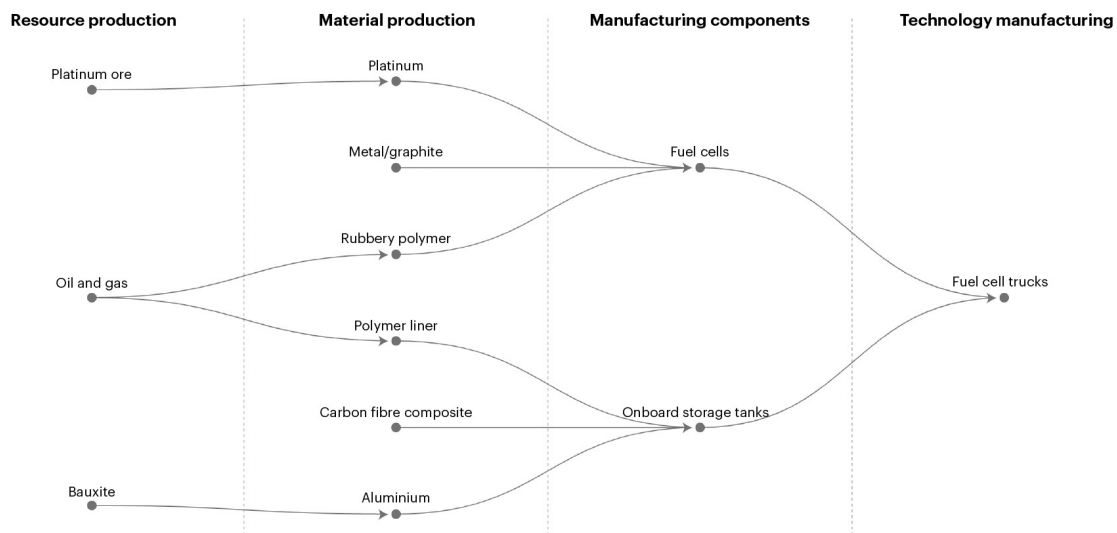 Resource production
Material production
Manufacturing components
Technology manufacturing
Platinum ore
Platinum
Metal/graphite
Fuel cells
Rubbery polymer
Oil and gas
Fuel cell trucks
Polymer liner
Carbon fibre composite
Onboard storage tanks
Bauxite
Aluminium